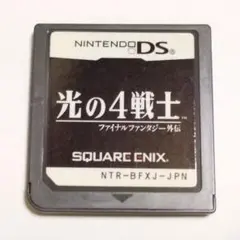 NINTENDO DS
光の4戦士
ファイナルファンタジー外伝
SQUARE ENIX
NTR-BFXJ-JPN